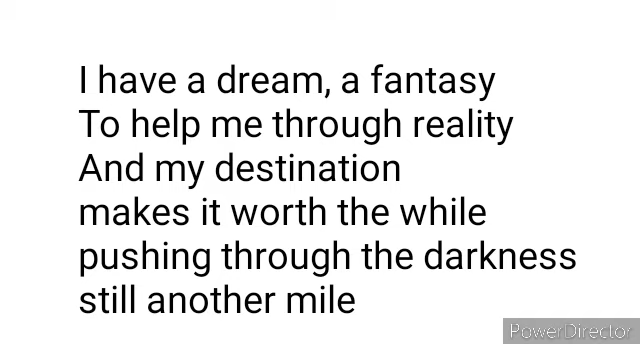 I have a dream, a fantasy
To help me through reality
And my destination
makes it worth the while
pushing through the darkness
still another mile
PowerDirector